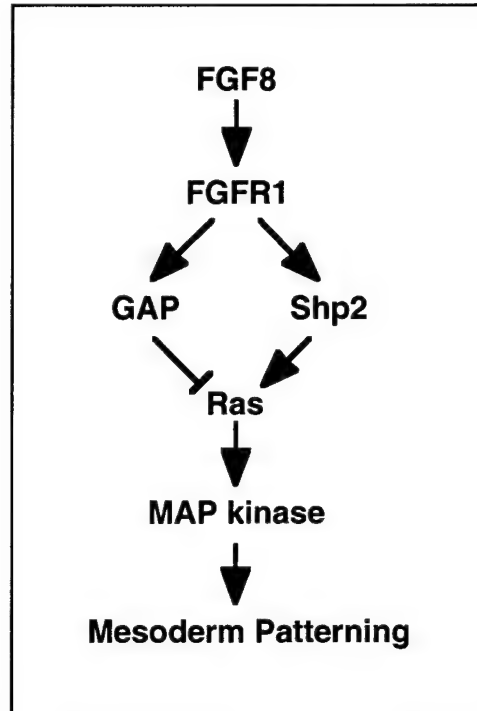 FGF8
FGFR1
GAP Shp2
Ras
MAP kinase
Mesoderm Patterning